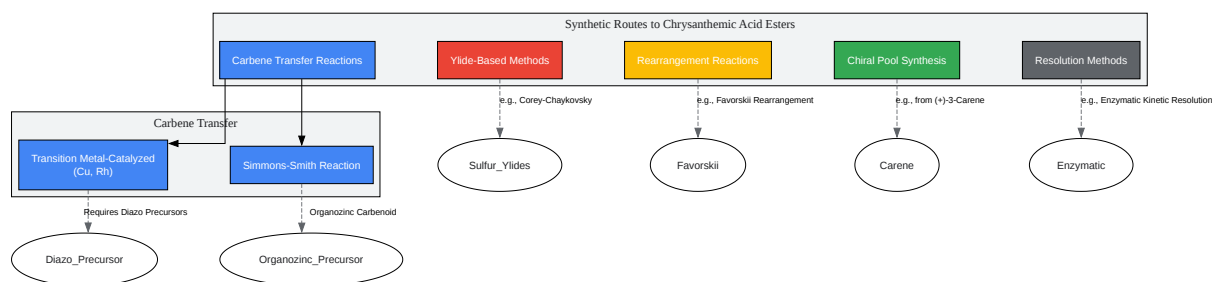 Synthetic Routes to Chrysanthemic Acid Esters
Carbene Transfer Reactions
Ylide-Based Methods
Rearrangement Reactions
Chiral Pool Synthesis
Resolution Methods
e.g., Corey-Chaykovsky
e.g., Favorskii Rearrangement
e.g., from (+)-3-Carene
e.g., Enzymatic Kinetic Resolution
Carbene Transfer
Transition Metal-Catalyzed
(Cu, Rh)
Simmons-Smith Reaction
Sulfur_Ylides
Favorskii
Carene
Enzymatic
Requires Diazo Precursors
Organozinc Carbenoid
Diazo_Precursor
Organozinc_Precursor